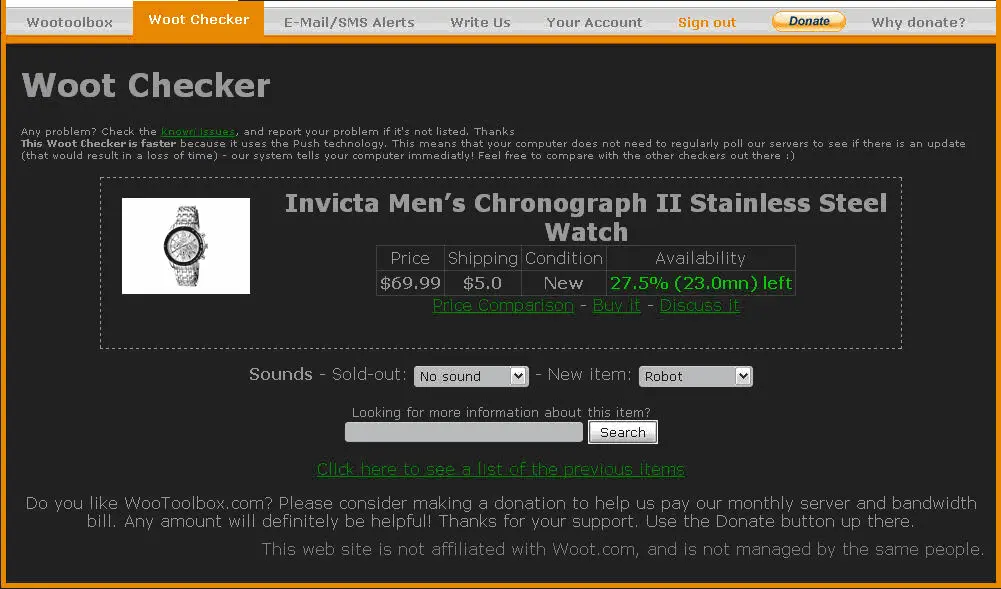 Wootoolbox Woot Checker E-Mail/SMS Alerts Write Us Your Account Sign out Donate Why donate?
Woot Checker
Any problem? Check the known issues, and report your problem if it's not listed. Thanks
This Woot Checker is faster because it uses the Push technology. This means that your computer does not need to regularly poll our servers to see if there is an update
(that would result in a loss of time) - our system tells your computer immediatly! Feel free to compare with the other checkers out there :)
Invicta Men’s Chronograph II Stainless Steel
Watch
Price Shipping Condition Availability
$69.99 $5.0 New 27.5% (23.0mn) left
Price Comparison - Buy it - Discuss it
Sounds - Sold-out: No sound - New item: Robot
Looking for more information about this item?
Search
Click here to see a list of the previous items
Do you like WooToolbox.com? Please consider making a donation to help us pay our monthly server and bandwidth
bill. Any amount will definitely be helpful! Thanks for your support. Use the Donate button up there.
This web site is not affiliated with Woot.com, and is not managed by the same people.